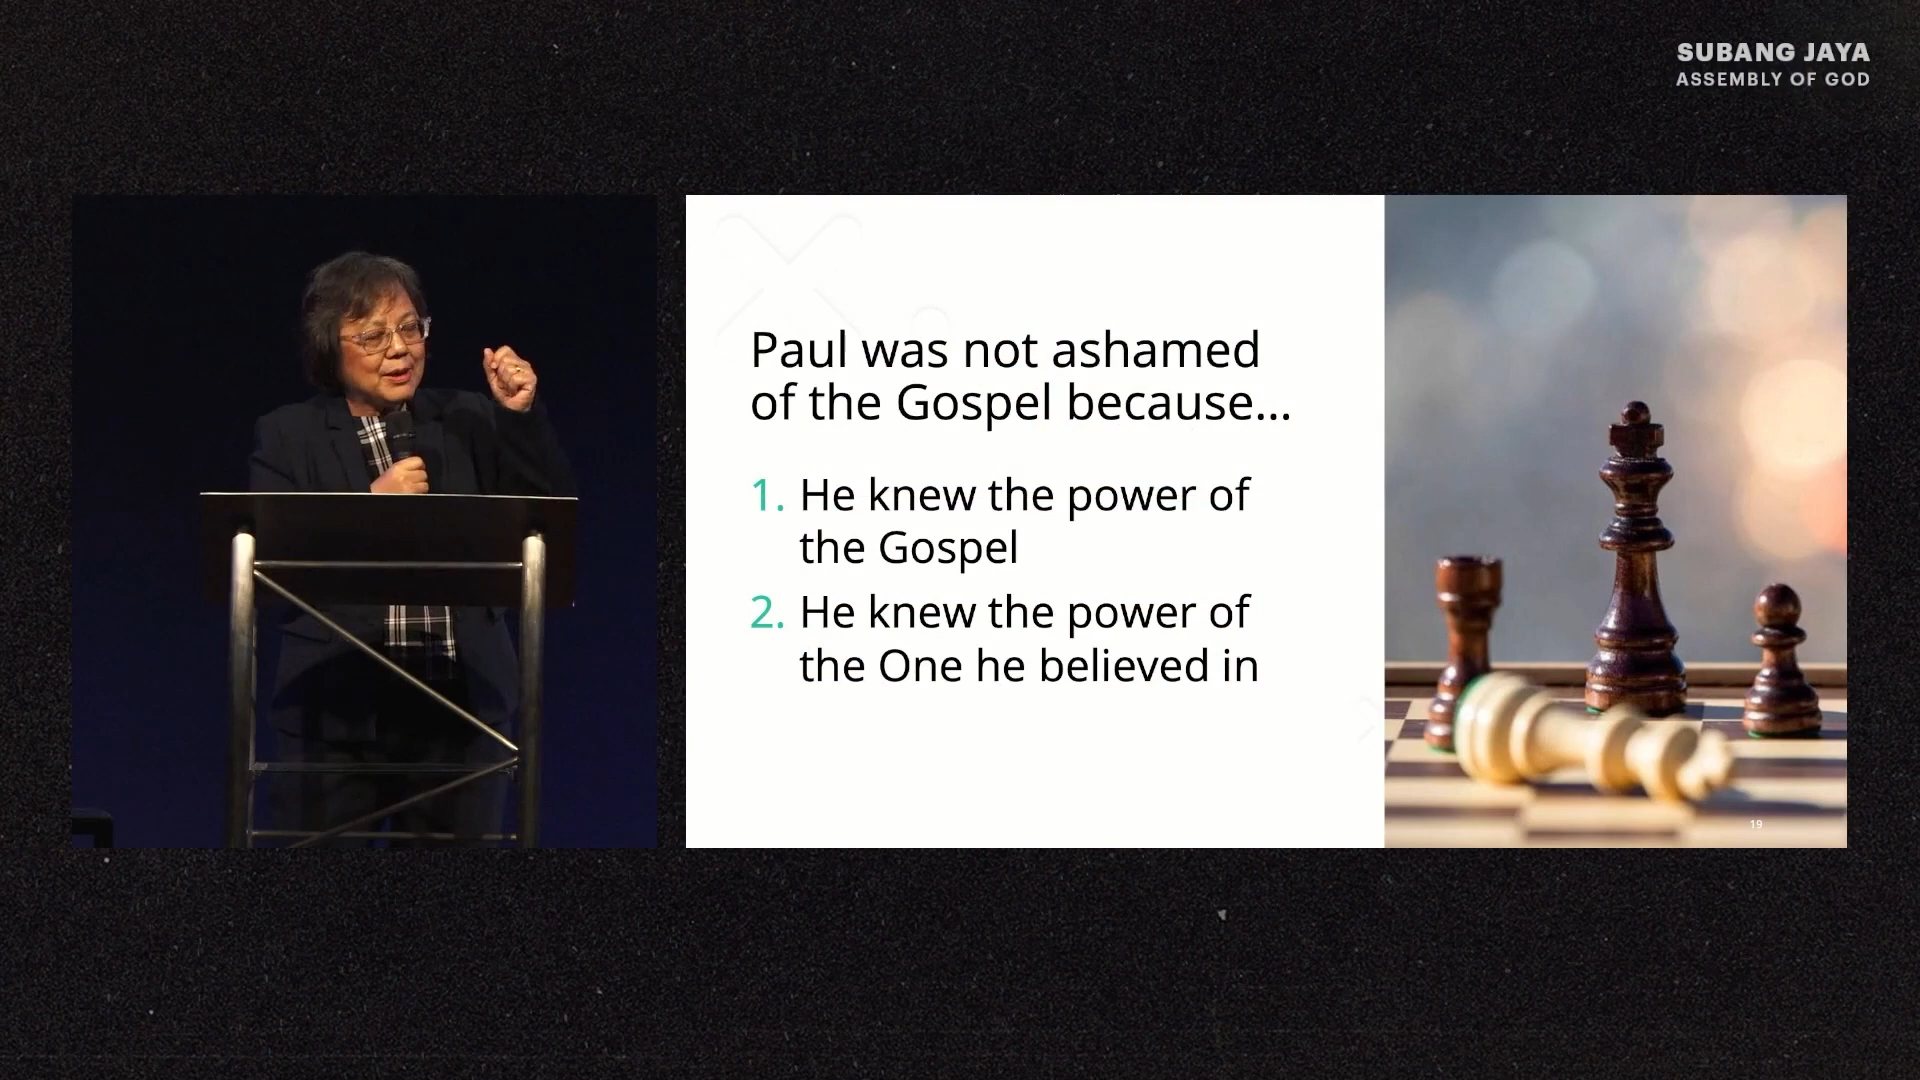 SUBANG JAYA
ASSEMBLY OF GOD
Paul was not ashamed
of the Gospel because...
1. He knew the power of
the Gospel
2. He knew the power of
the One he believed in
19